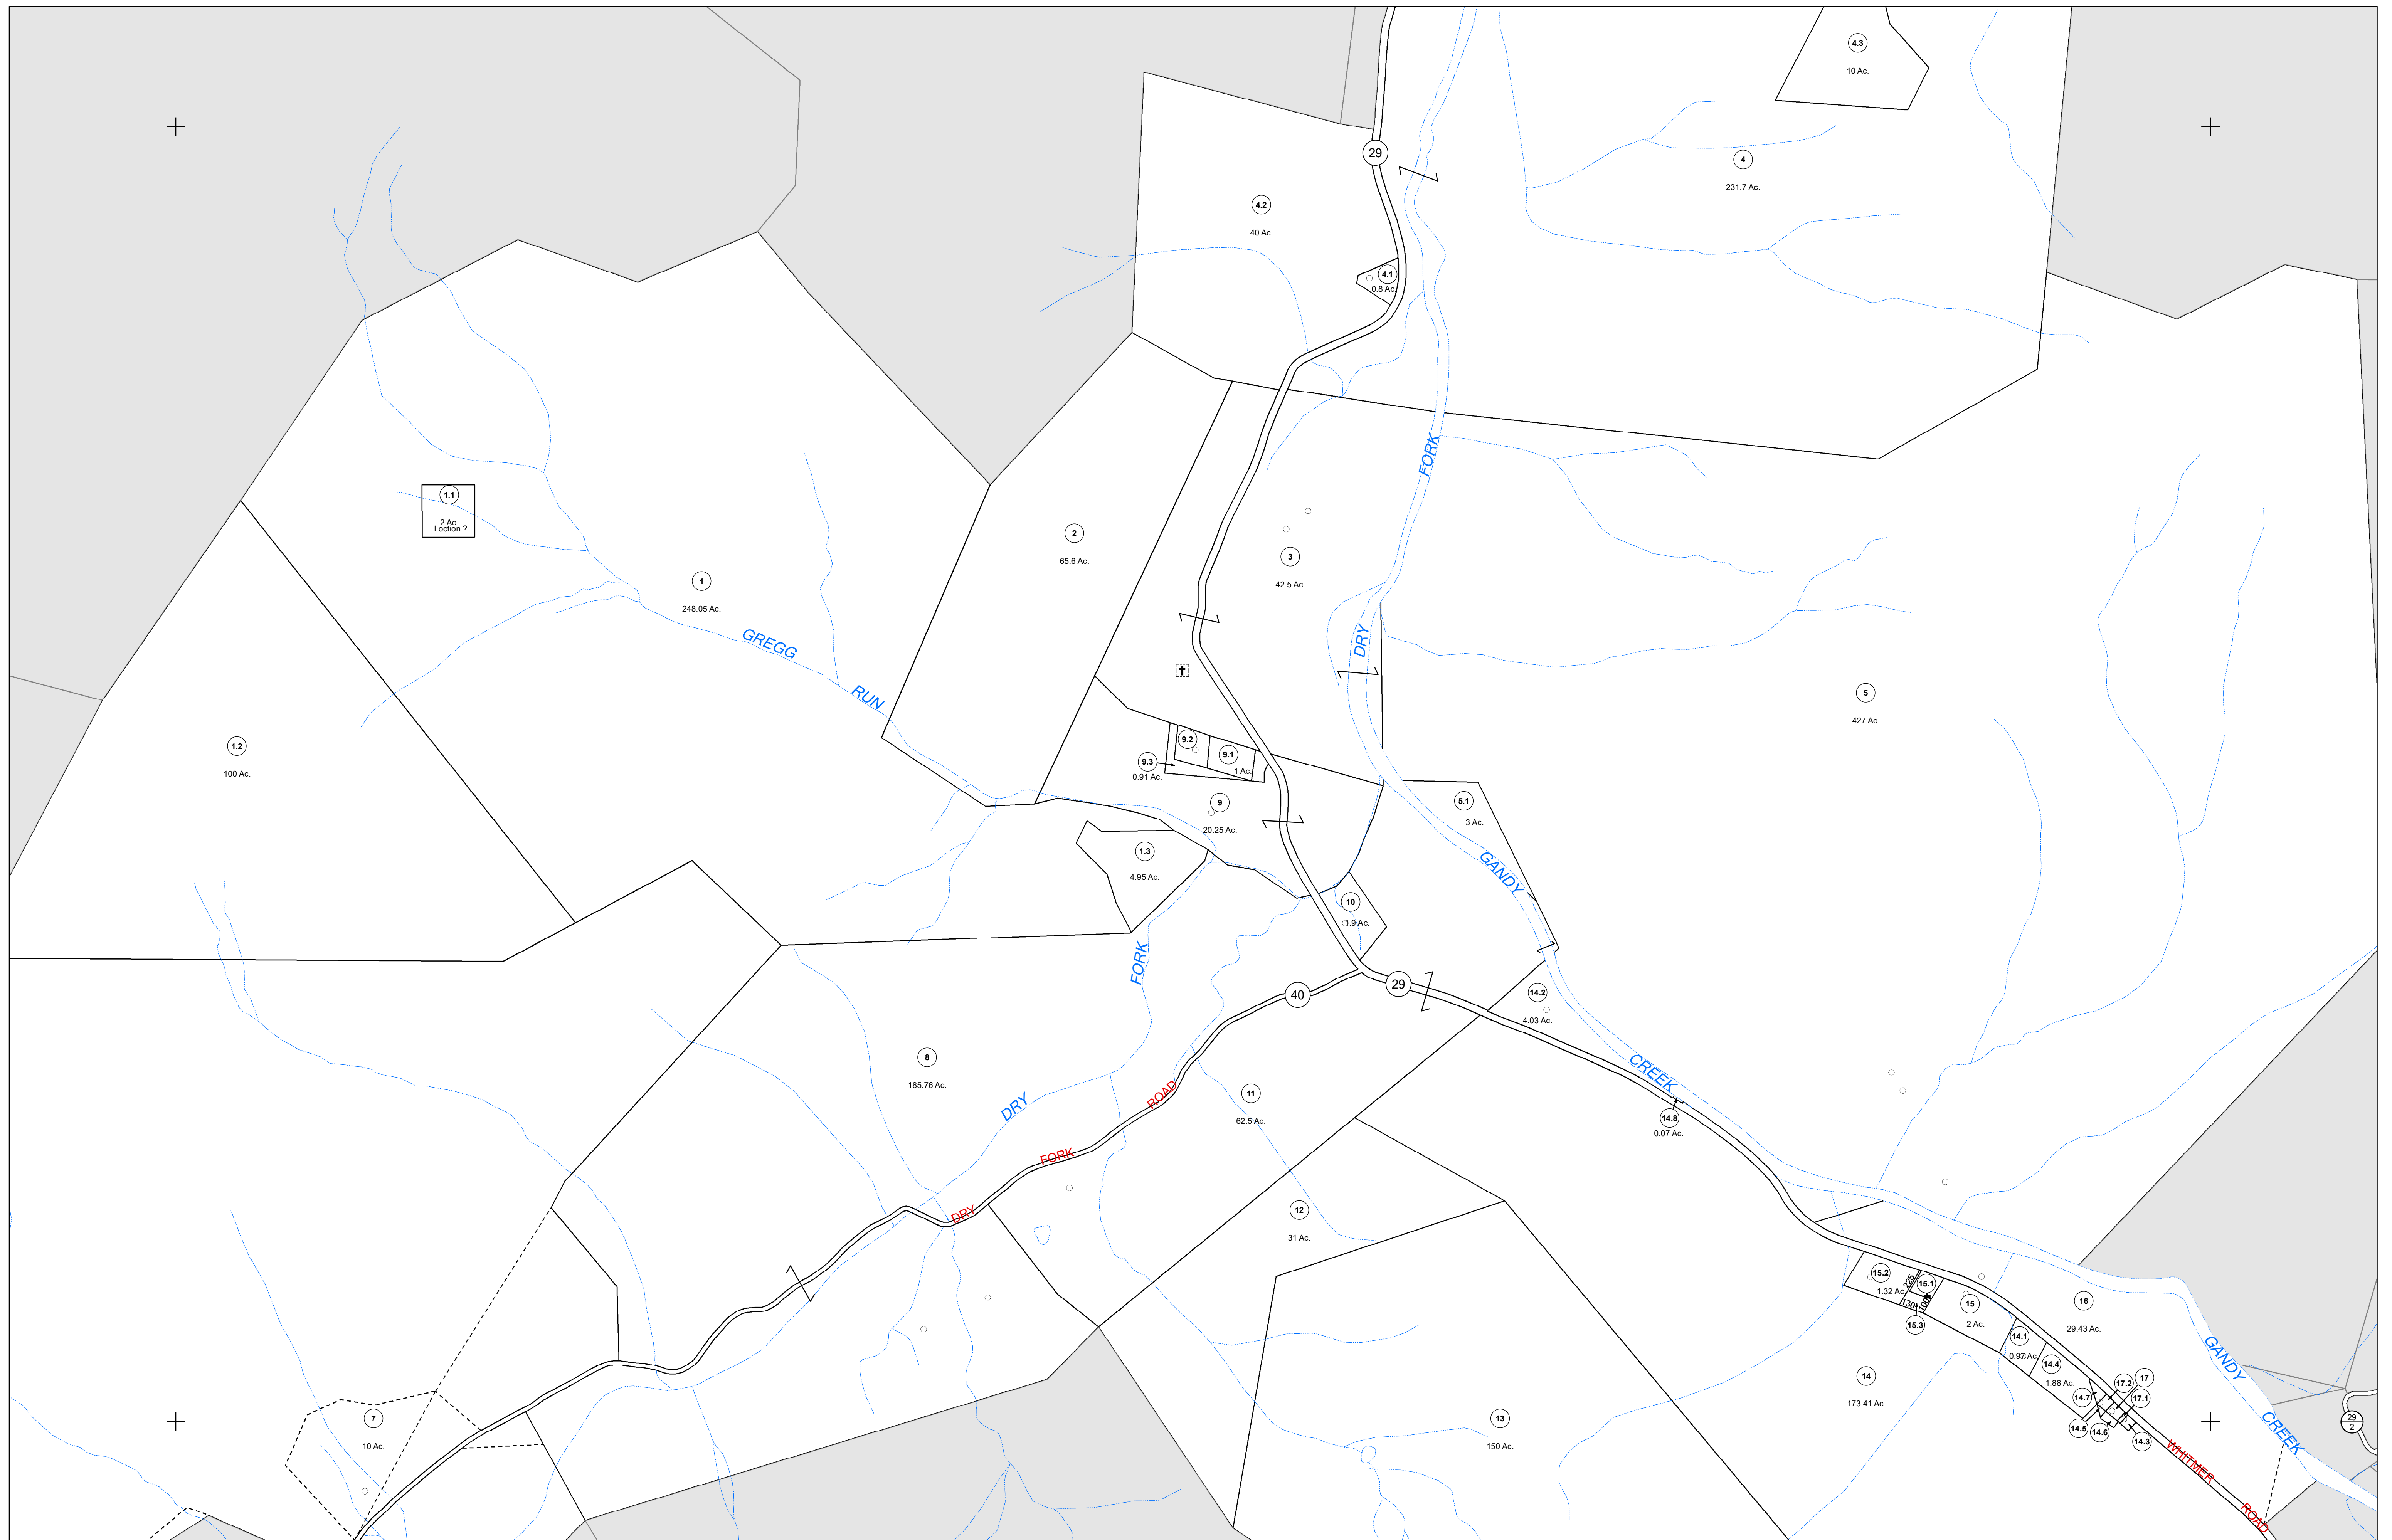 4.3
10 Ac.
29
4
231.7 Ac.
4.2
40 Ac.
4.1
0.8 Ac.
FORK
1.1
2 Ac.
Loction ?
2
65.6 Ac.
3
42.5 Ac.
1
248.05 Ac.
GREGG
RUN
DRY
5
427 Ac.
1.2
100 Ac.
9.2
9.1
1 Ac.
9.3
0.91 Ac.
9
20.25 Ac.
5.1
3 Ac.
1.3
4.95 Ac.
GANDY
10
1.9 Ac.
FORK
40
29
14.2
4.03 Ac.
8
185.76 Ac.
CREEK
DRY
ROAD
11
62.5 Ac.
14.8
0.07 Ac.
FORK
DRY
12
31 Ac.
15.2
1.32 Ac.
225
15.1
130
100
15.3
15
2 Ac.
16
29.43 Ac.
14.1
0.97 Ac.
14.4
1.88 Ac.
GANDY
14
173.41 Ac.
17.2
17
14.7
17.1
14.5
14.6
14.3
7
10 Ac.
13
150 Ac.
29
2
CREEK
WHITMER
ROAD